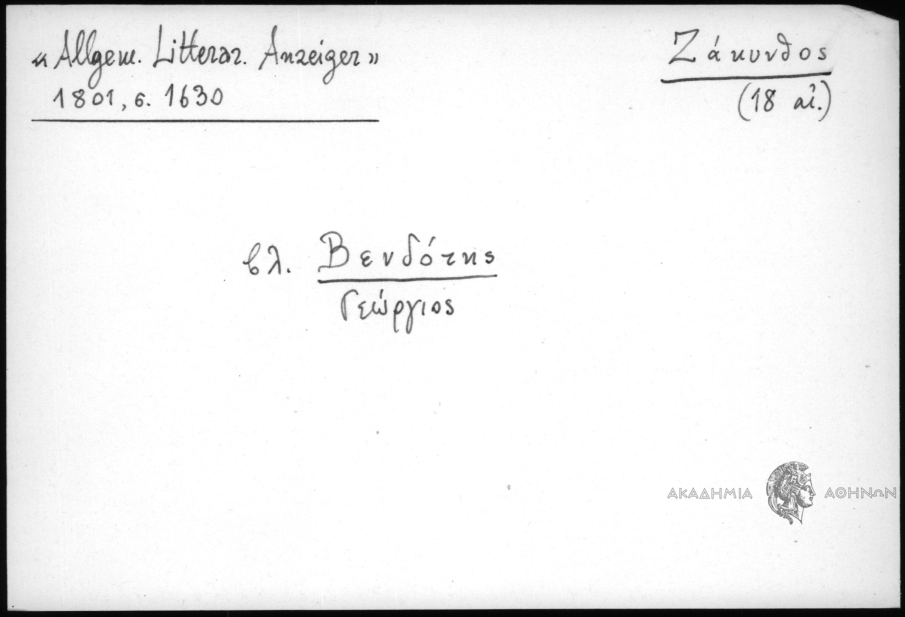 «Allgem. Litterar. Anzeiger»
1801, σ. 1630
Ζάκυνθος
(18 αἰ.)
βλ. Βενδότης
Γεώργιος
ΑΚΑΔΗΜΙΑ ΑΘΗΝΩΝ